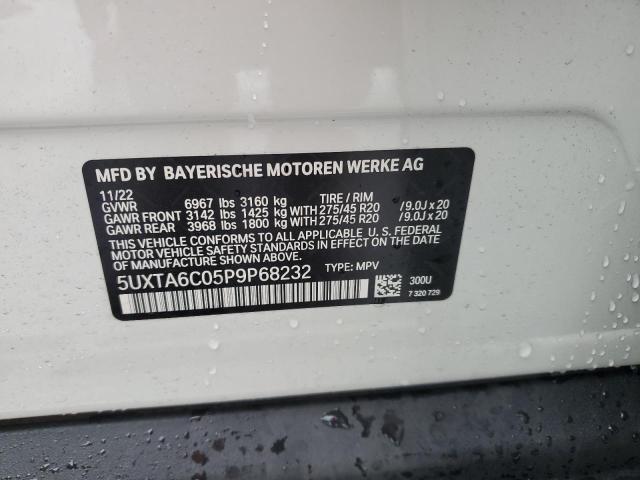 MFD BY BAYERISCHE MOTOREN WERKE AG
11/22
GVWR 6967 lbs 3160 kg TIRE / RIM
GAWR FRONT 3142 lbs 1425 kg WITH 275/45 R20 /9.0J x 20
GAWR REAR 3968 lbs 1800 kg WITH 275/45 R20 /9.0J x 20
THIS VEHICLE CONFORMS TO ALL APPLICABLE U. S. FEDERAL
MOTOR VEHICLE SAFETY STANDARDS IN EFFECT ON THE DATE
OF MANUFACTURE SHOWN ABOVE.
5UXTA6C05P9P68232 TYPE: MPV
300U
7 320 729